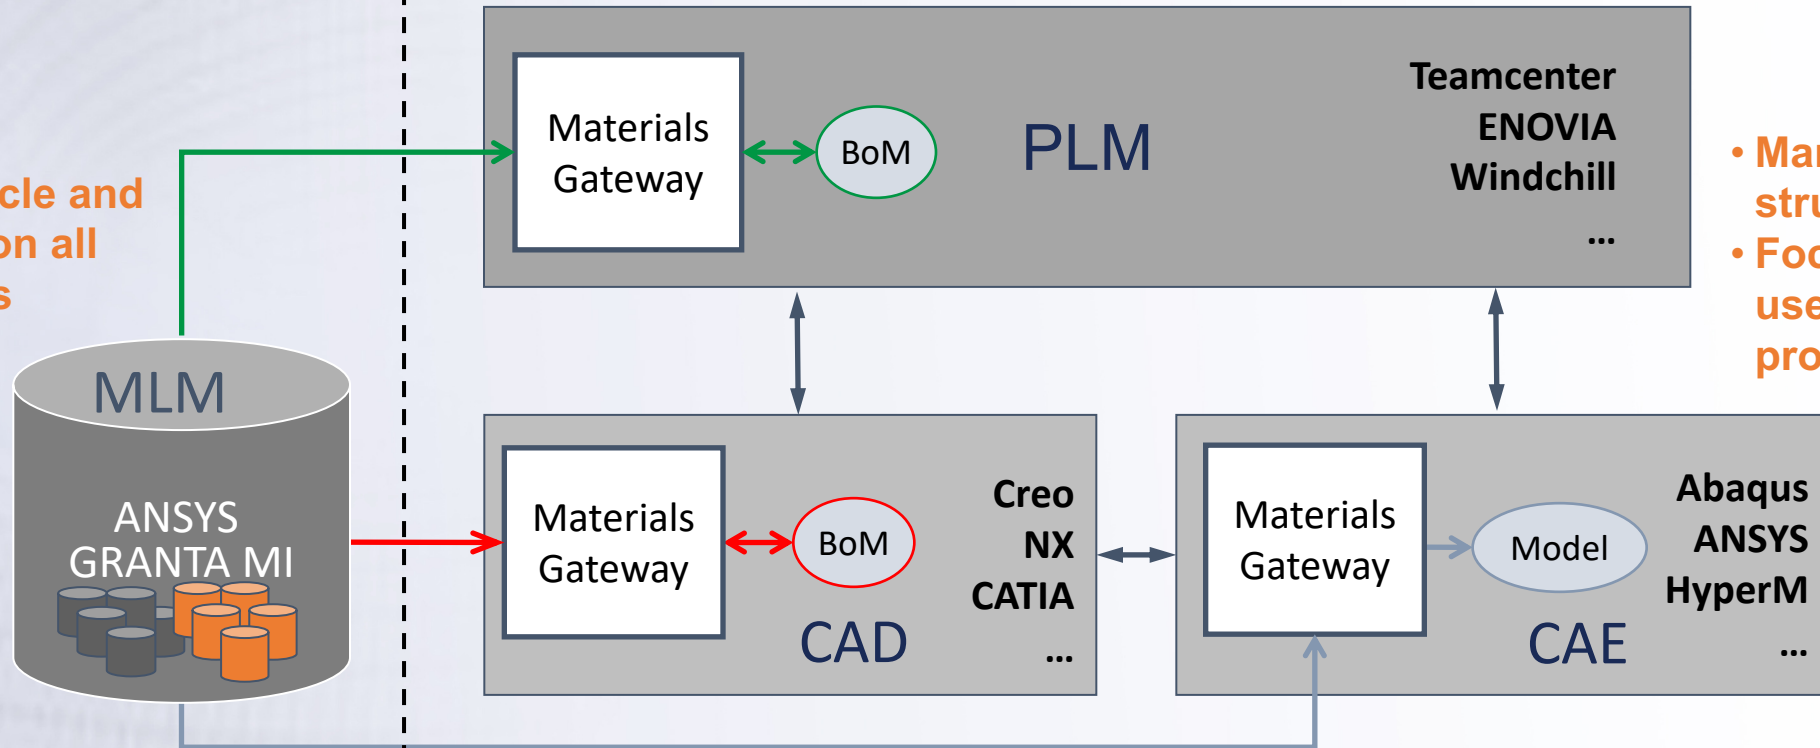 cle and
on all
s
MLM
ANSYS
GRANTA MI
Materials
Gateway
BoM
PLM
Teamcenter
ENOVIA
Windchill
...
Materials
Gateway
BoM
CAD
Creo
NX
CATIA
...
Materials
Gateway
Model
CAE
Abaqus
ANSYS
HyperM
...
• Mar
stru
• Foc
use
pro